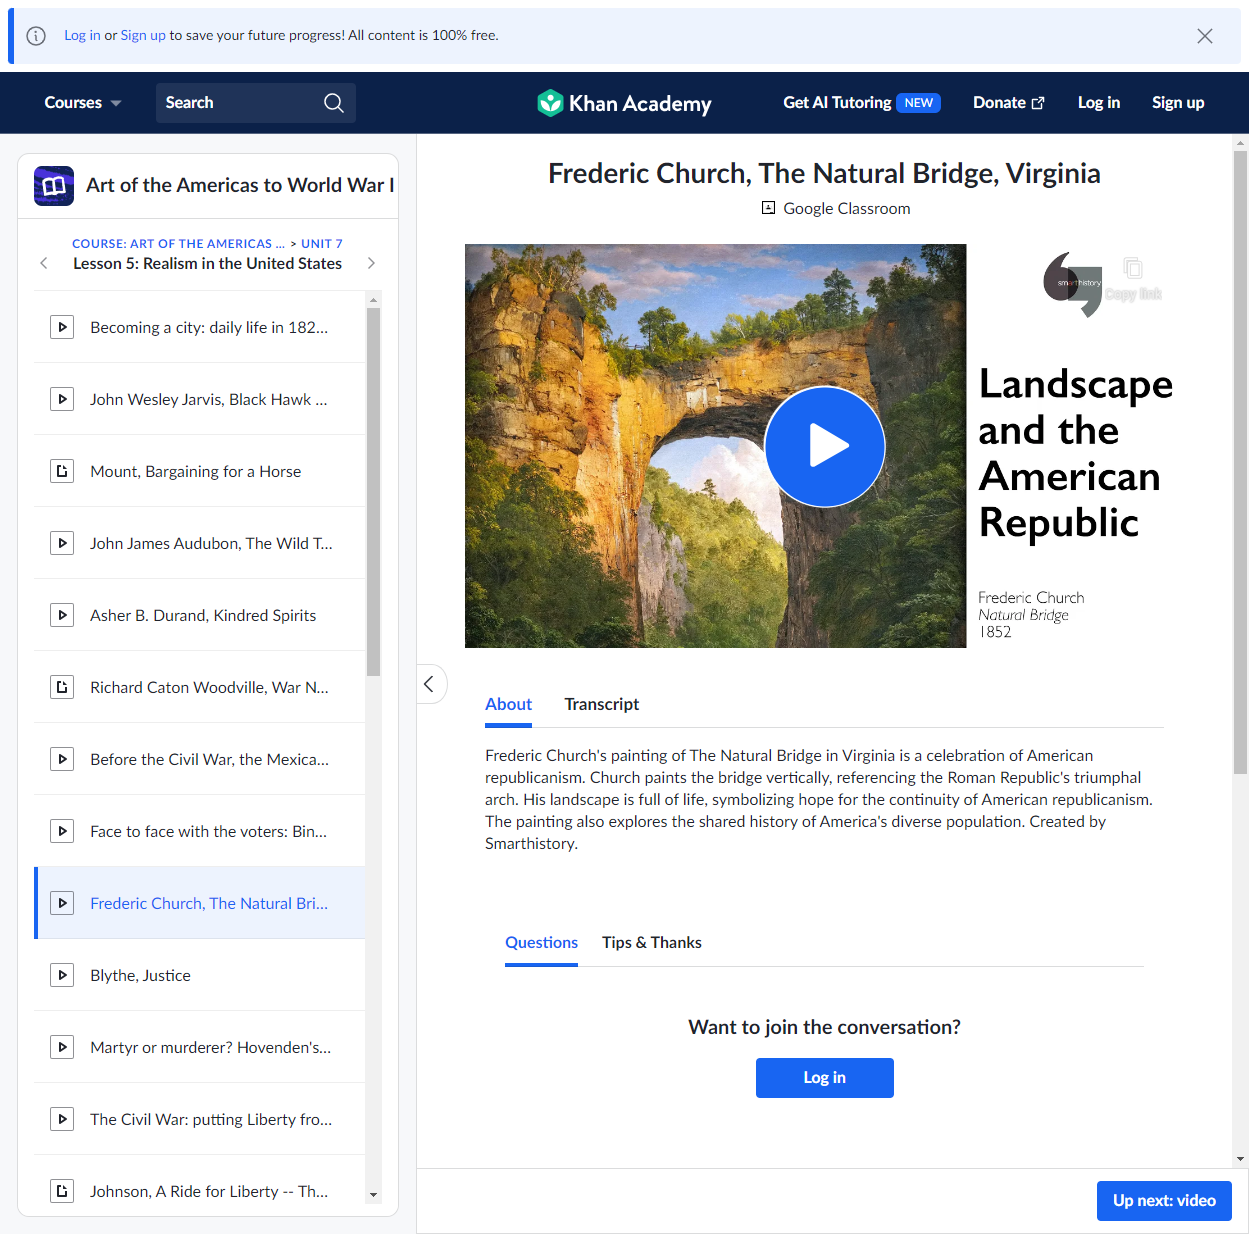 Log in or Sign up to save your future progress! All content is 100% free.
Courses
Search
Khan Academy
Get AI Tutoring NEW
Donate
Log in
Sign up
Art of the Americas to World War I
COURSE: ART OF THE AMERICAS ... > UNIT 7
Lesson 5: Realism in the United States
Becoming a city: daily life in 182...
John Wesley Jarvis, Black Hawk ...
Mount, Bargaining for a Horse
John James Audubon, The Wild T...
Asher B. Durand, Kindred Spirits
Richard Caton Woodville, War N...
Before the Civil War, the Mexica...
Face to face with the voters: Bin...
Frederic Church, The Natural Bri...
Blythe, Justice
Martyr or murderer? Hovenden's...
The Civil War: putting Liberty fro...
Johnson, A Ride for Liberty -- Th...
Frederic Church, The Natural Bridge, Virginia
Google Classroom
smarthistory
Copy link
Landscape
and the
American
Republic
Frederic Church
Natural Bridge
1852
About
Transcript
Frederic Church's painting of The Natural Bridge in Virginia is a celebration of American
republicanism. Church paints the bridge vertically, referencing the Roman Republic's triumphal
arch. His landscape is full of life, symbolizing hope for the continuity of American republicanism.
The painting also explores the shared history of America's diverse population. Created by
Smarthistory.
Questions
Tips & Thanks
Want to join the conversation?
Log in
Up next: video